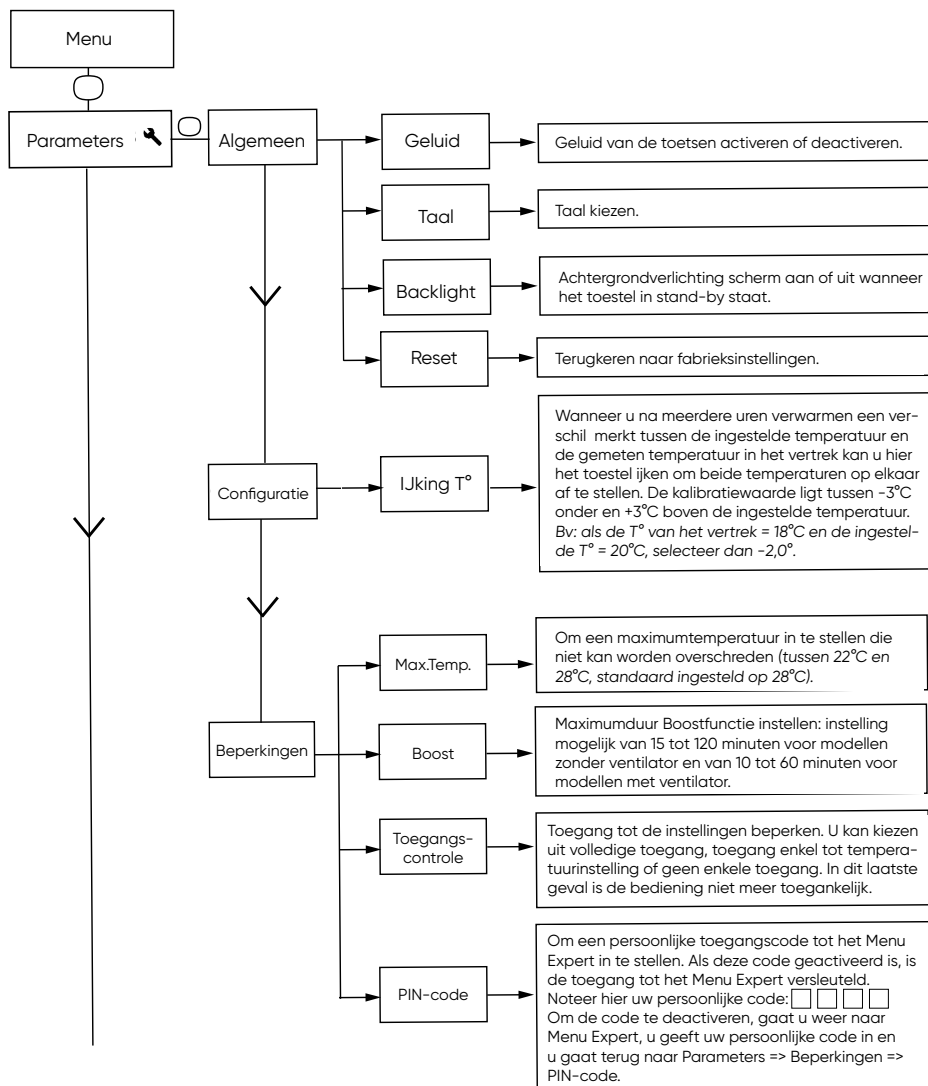 Menu
Parameters
Algemeen
Geluid
Geluid van de toetsen activeren of deactiveren.
Taal
Taal kiezen.
Backlight
Achtergrondverlichting scherm aan of uit wanneer
het toestel in stand-by staat.
Reset
Terugkeren naar fabrieksinstellingen.
Configuratie
IJking T°
Wanneer u na meerdere uren verwarmen een ver-
schil merkt tussen de ingestelde temperatuur en
de gemeten temperatuur in het vertrek kan u hier
het toestel ijken om beide temperaturen op elkaar
af te stellen. De kalibratiewaarde ligt tussen -3°C
onder en +3°C boven de ingestelde temperatuur.
Bv: als de T° van het vertrek = 18°C en de ingestel-
de T° = 20°C, selecteer dan -2,0°.
Beperkingen
Max.Temp.
Om een maximumtemperatuur in te stellen die
niet kan worden overschreden (tussen 22°C en
28°C, standaard ingesteld op 28°C).
Boost
Maximumduur Boostfunctie instellen: instelling
mogelijk van 15 tot 120 minuten voor modellen
zonder ventilator en van 10 tot 60 minuten voor
modellen met ventilator.
Toegangs-
controle
Toegang tot de instellingen beperken. U kan kiezen
uit volledige toegang, toegang enkel tot tempera-
tuurinstelling of geen enkele toegang. In dit laatste
geval is de bediening niet meer toegankelijk.
PIN-code
Om een persoonlijke toegangscode tot het Menu
Expert in te stellen. Als deze code geactiveerd is, is
de toegang tot het Menu Expert versleuteld.
Noteer hier uw persoonlijke code:
Om de code te deactiveren, gaat u weer naar
Menu Expert, u geeft uw persoonlijke code in en
u gaat terug naar Parameters => Beperkingen =>
PIN-code.